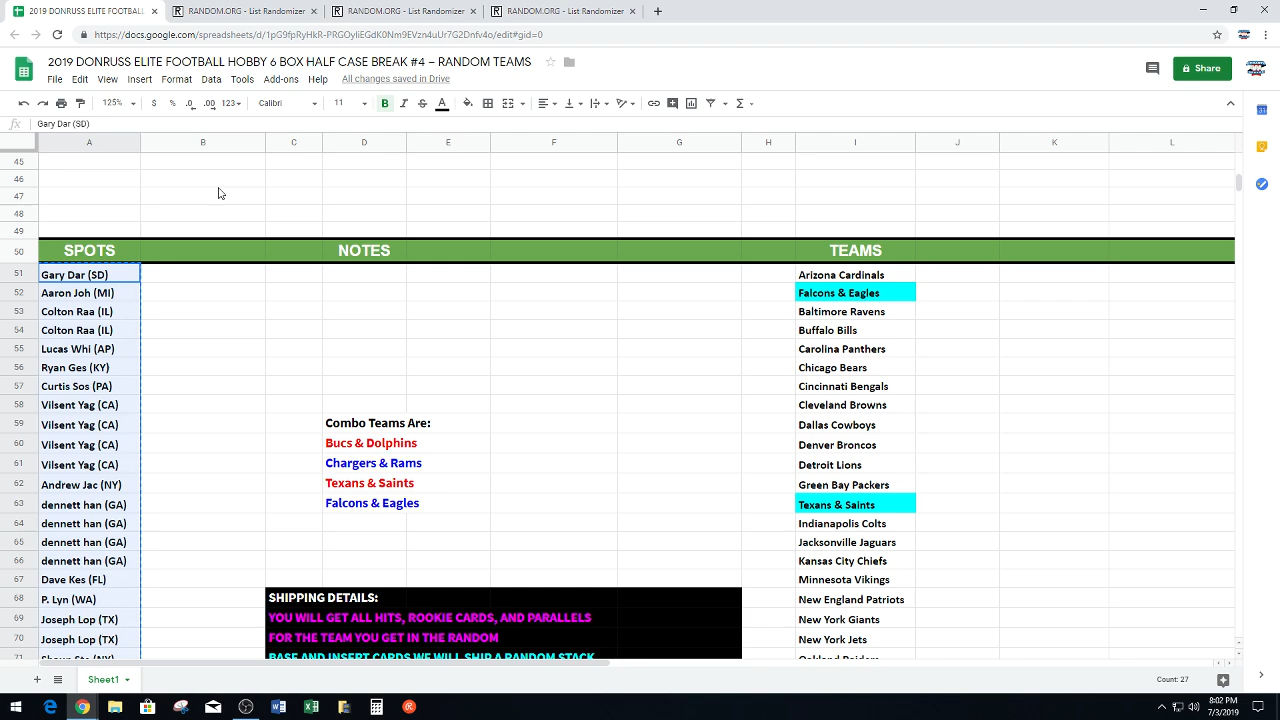 2019 DONRUSS ELITE FOOTBALL
RANDOM.ORG - List Randomizer
RANDOM.ORG - List Randomizer
RANDOM.ORG - List Randomizer
2019 DONRUSS ELITE FOOTBALL HOBBY 6 BOX HALF CASE BREAK #4 – RANDOM TEAMS
File Edit View Insert Format Data Tools Add-ons Help All changes saved in Drive
Share
125% $ % .0 .00 123 Calibri 11 B I S A
fx Gary Dar (SD)
A B C D E F G H I J K L
45
46
47
48
49
50 SPOTS NOTES TEAMS
51 Gary Dar (SD) Arizona Cardinals
52 Aaron Joh (MI) Falcons & Eagles
53 Colton Raa (IL) Baltimore Ravens
54 Colton Raa (IL) Buffalo Bills
55 Lucas Whi (AP) Carolina Panthers
56 Ryan Ges (KY) Chicago Bears
57 Curtis Sos (PA) Cincinnati Bengals
58 Vilsent Yag (CA) Cleveland Browns
59 Vilsent Yag (CA) Combo Teams Are: Dallas Cowboys
60 Vilsent Yag (CA) Bucs & Dolphins Denver Broncos
61 Vilsent Yag (CA) Chargers & Rams Detroit Lions
62 Andrew Jac (NY) Texans & Saints Green Bay Packers
63 dennett han (GA) Falcons & Eagles Texans & Saints
64 dennett han (GA) Indianapolis Colts
65 dennett han (GA) Jacksonville Jaguars
66 dennett han (GA) Kansas City Chiefs
67 Dave Kes (FL) Minnesota Vikings
68 P. Lyn (WA) SHIPPING DETAILS: New England Patriots
69 Joseph Lop (TX) YOU WILL GET ALL HITS, ROOKIE CARDS, AND PARALLELS New York Giants
70 Joseph Lop (TX) FOR THE TEAM YOU GET IN THE RANDOM New York Jets
71 BASE AND INSERT CARDS WE WILL SHIP A RANDOM STACK
Sheet1 Count: 27
8:02 PM
7/3/2019